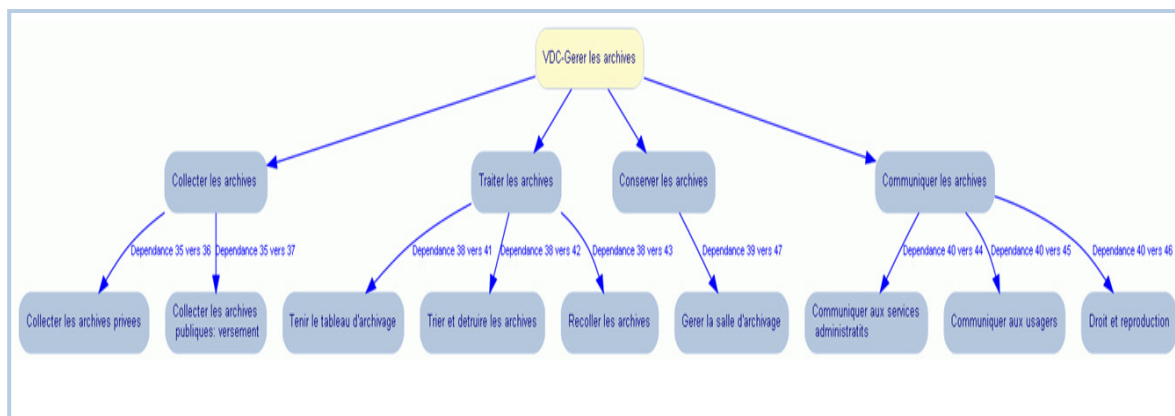 VDC-Gerer les archives
Collecter les archives
Traiter les archives
Conserver les archives
Communiquer les archives
Dependance 35 vers 36
Dependance 35 vers 37
Dependance 38 vers 41
Dependance 38 vers 42
Dependance 38 vers 43
Dependance 39 vers 47
Dependance 40 vers 44
Dependance 40 vers 45
Dependance 40 vers 46
Collecter les archives privees
Collecter les archives
publiques: versement
Tenir le tableau d'archivage
Trier et detruire les archives
Recoller les archives
Gerer la salle d'archivage
Communiquer aux services
administratifs
Communiquer aux usagers
Droit et reproduction